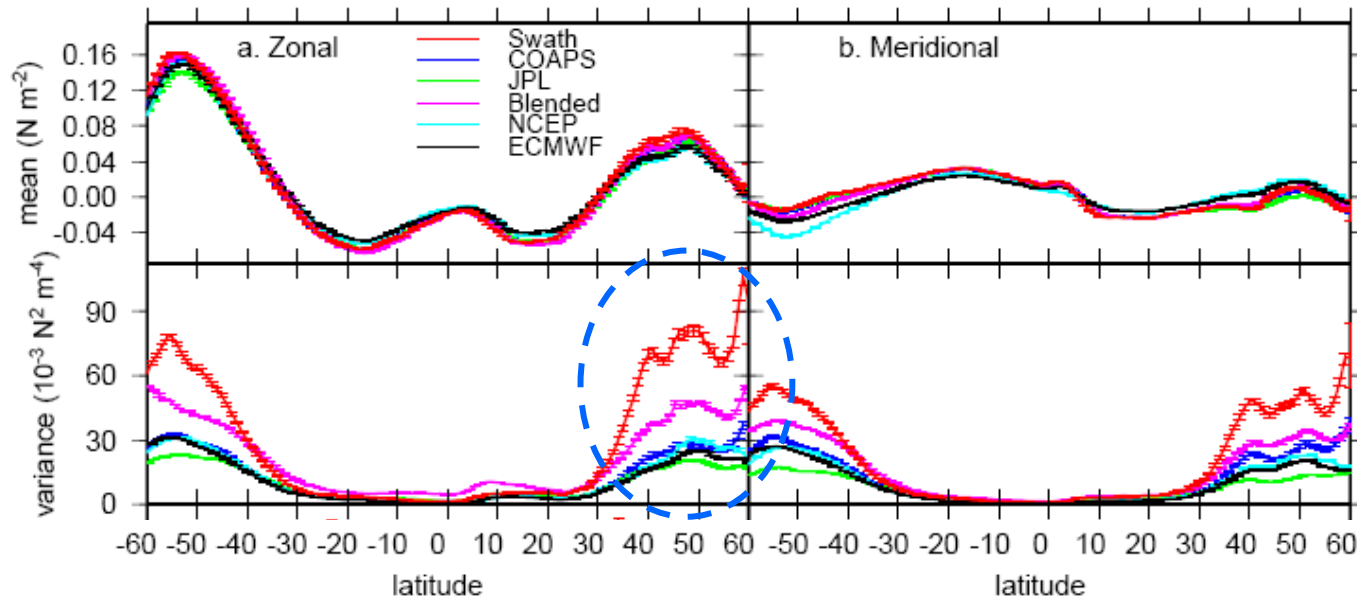 a. Zonal
Swath
COAPS
JPL
Blended
NCEP
ECMWF
b. Meridional
mean (N m⁻²)
0.16
0.12
0.08
0.04
0.00
-0.04
variance (10⁻³ N² m⁻⁴)
90
60
30
0
-60 -50 -40 -30 -20 -10 0 10 20 30 40 50 60 -50 -40 -30 -20 -10 0 10 20 30 40 50 60
latitude latitude